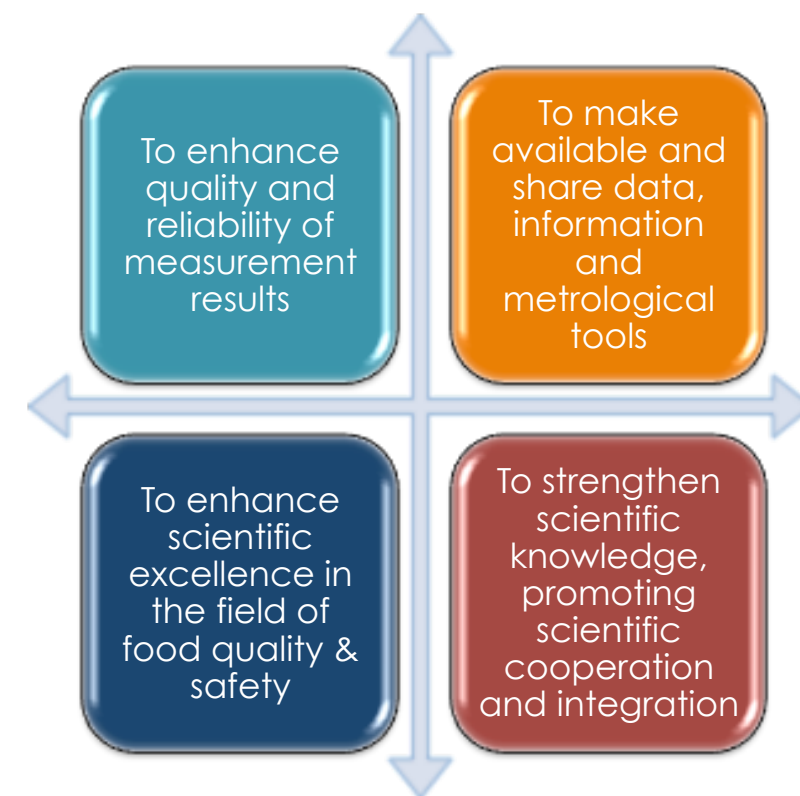 To enhance
quality and
reliability of
measurement
results
To make
available and
share data,
information
and
metrological
tools
To enhance
scientific
excellence in
the field of
food quality &
safety
To strengthen
scientific
knowledge,
promoting
scientific
cooperation
and integration